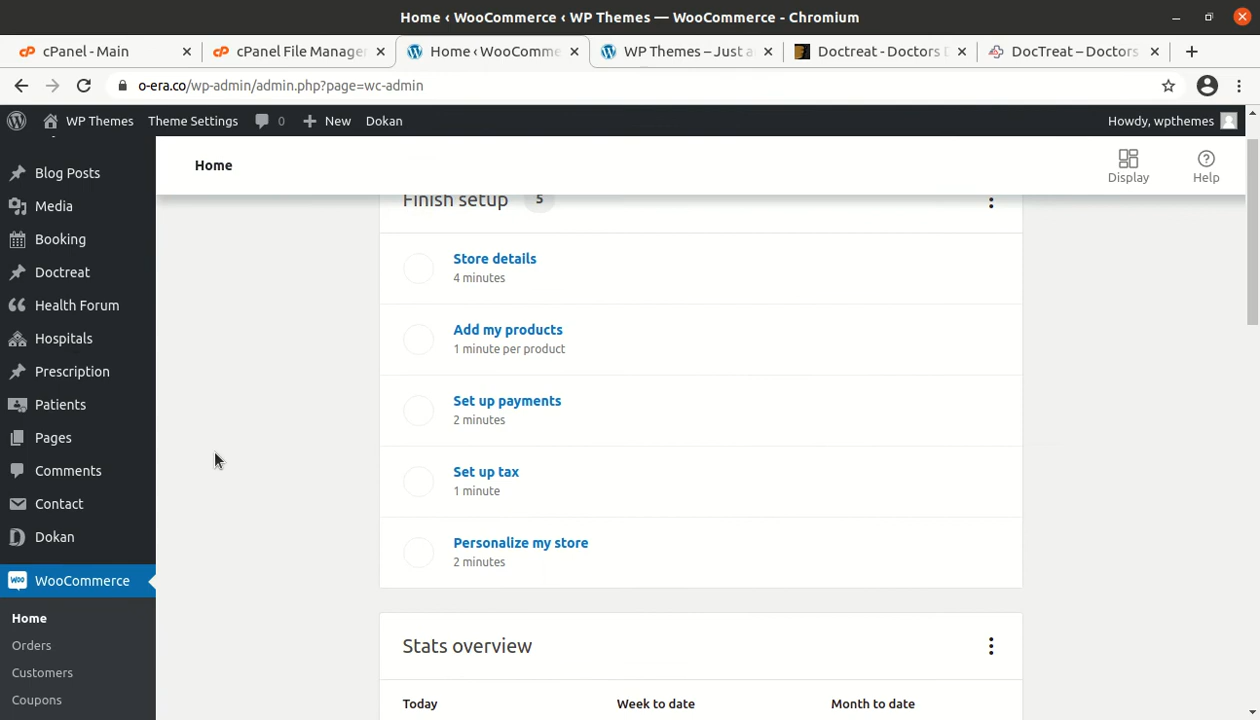 Home ‹ WooCommerce ‹ WP Themes — WooCommerce - Chromium
cPanel - Main
cPanel File Manage
Home ‹ WooComme
WP Themes – Just a
Doctreat - Doctors D
DocTreat – Doctors
o-era.co/wp-admin/admin.php?page=wc-admin
WP Themes
Theme Settings
0
New
Dokan
Howdy, wpthemes
Blog Posts
Media
Booking
Doctreat
Health Forum
Hospitals
Prescription
Patients
Pages
Comments
Contact
Dokan
WooCommerce
Home
Orders
Customers
Coupons
Home
Display
Help
Finish setup 5
Store details
4 minutes
Add my products
1 minute per product
Set up payments
2 minutes
Set up tax
1 minute
Personalize my store
2 minutes
Stats overview
Today
Week to date
Month to date